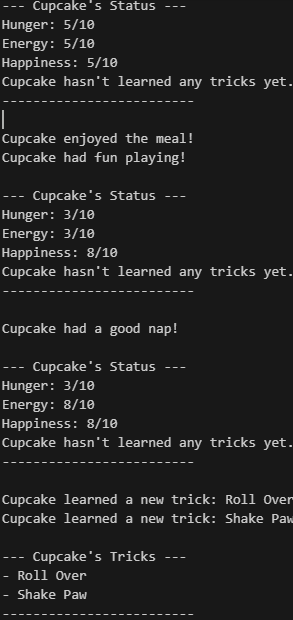 --- Cupcake's Status ---
Hunger: 5/10
Energy: 5/10
Happiness: 5/10
Cupcake hasn't learned any tricks yet.
-------------------------
Cupcake enjoyed the meal!
Cupcake had fun playing!
--- Cupcake's Status ---
Hunger: 3/10
Energy: 3/10
Happiness: 8/10
Cupcake hasn't learned any tricks yet.
-------------------------
Cupcake had a good nap!
--- Cupcake's Status ---
Hunger: 3/10
Energy: 8/10
Happiness: 8/10
Cupcake hasn't learned any tricks yet.
-------------------------
Cupcake learned a new trick: Roll Over
Cupcake learned a new trick: Shake Paw
--- Cupcake's Tricks ---
- Roll Over
- Shake Paw
-------------------------